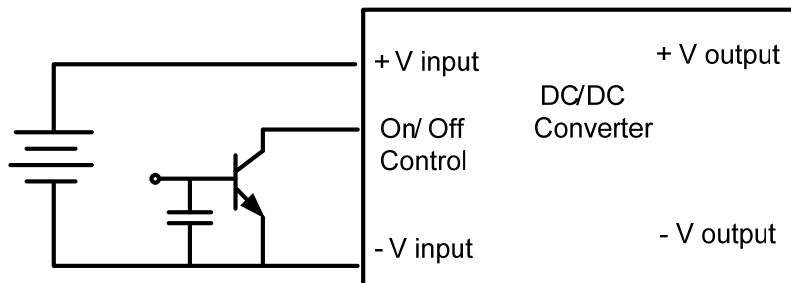 + V input
+ V output
DC/DC
Converter
On/ Off
Control
- V input
- V output